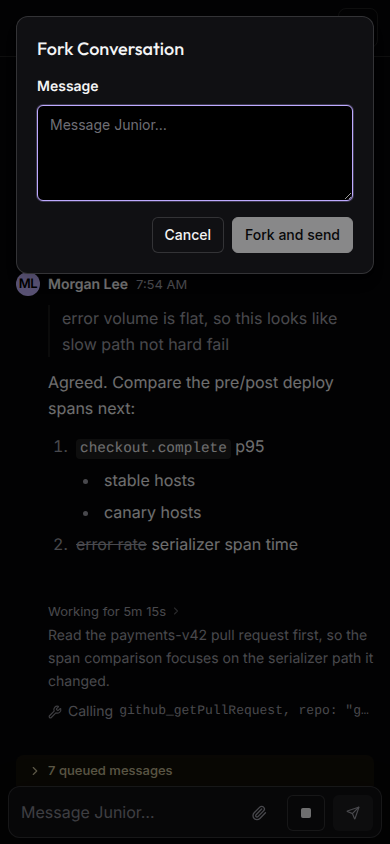 Fork Conversation
Message
Message Junior...
Cancel
Fork and send
ML Morgan Lee 7:54 AM
error volume is flat, so this looks like
slow path not hard fail
Agreed. Compare the pre/post deploy
spans next:
1. checkout.complete p95
• stable hosts
• canary hosts
2. error rate serializer span time
Working for 5m 15s
Read the payments-v42 pull request first, so the
span comparison focuses on the serializer path it
changed.
Calling github_getPullRequest, repo: "g…
7 queued messages
Message Junior...